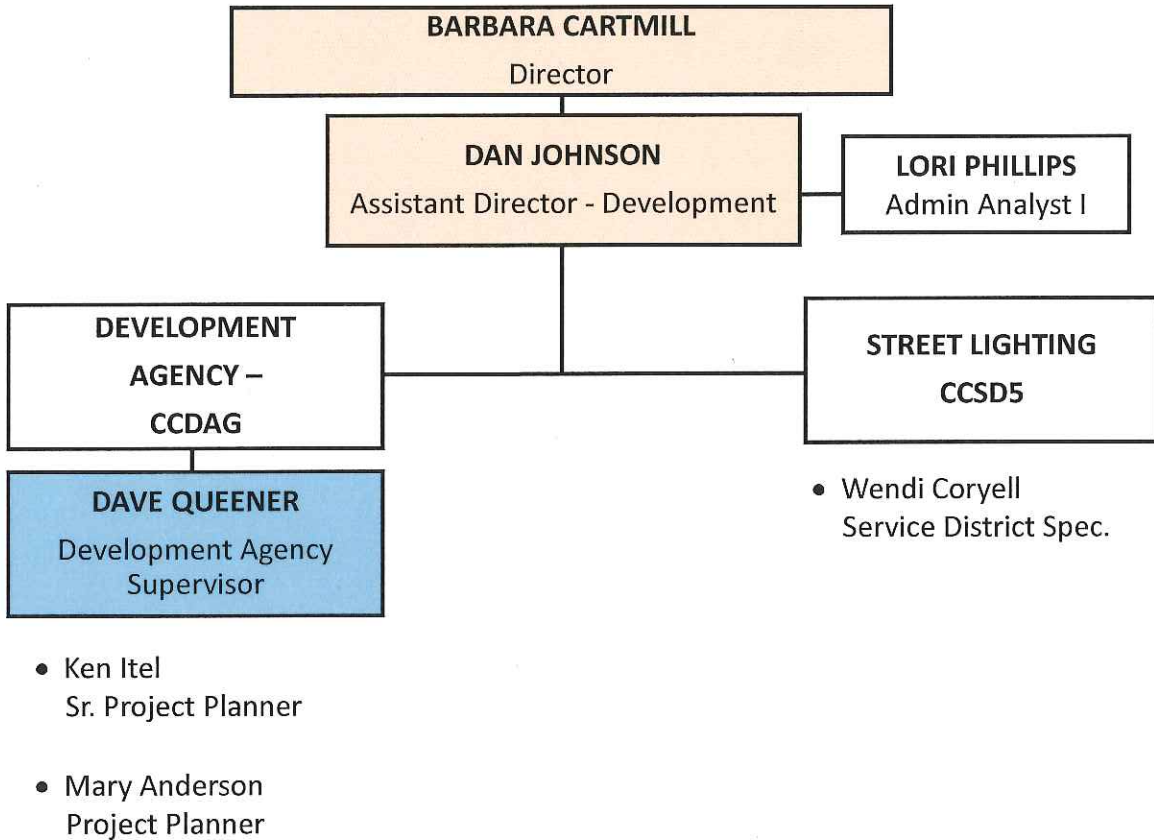 BARBARA CARTMILL
Director
DAN JOHNSON
Assistant Director - Development
LORI PHILLIPS
Admin Analyst I
DEVELOPMENT
AGENCY –
CCDAG
STREET LIGHTING
CCSD5
DAVE QUEENER
Development Agency
Supervisor
• Wendi Coryell
Service District Spec.
• Ken Itel
Sr. Project Planner
• Mary Anderson
Project Planner